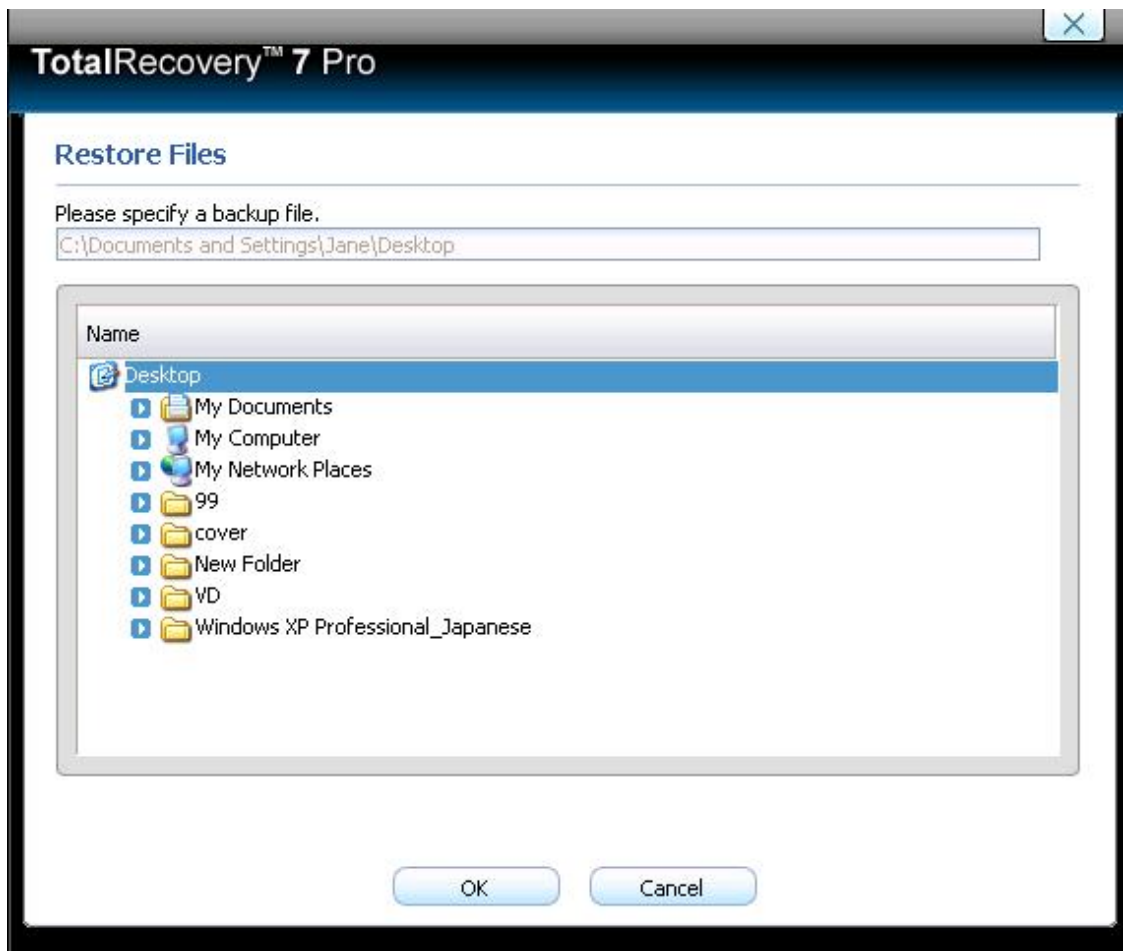 TotalRecovery™ 7 Pro
Restore Files
Please specify a backup file.
C:\Documents and Settings\Jane\Desktop
Name
Desktop
My Documents
My Computer
My Network Places
99
cover
New Folder
VD
Windows XP Professional_Japanese
OK
Cancel